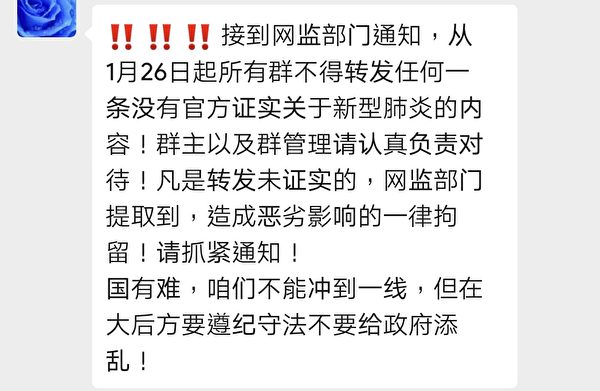 ‼️ ‼️ ‼️ 接到网监部门通知，从
1月26日起所有群不得转发任何一
条没有官方证实关于新型肺炎的内
容！群主以及群管理请认真负责对
待！凡是转发未证实的，网监部门
提取到，造成恶劣影响的一律拘
留！请抓紧通知！
国有难，咱们不能冲到一线，但在
大后方要遵纪守法不要给政府添
乱！